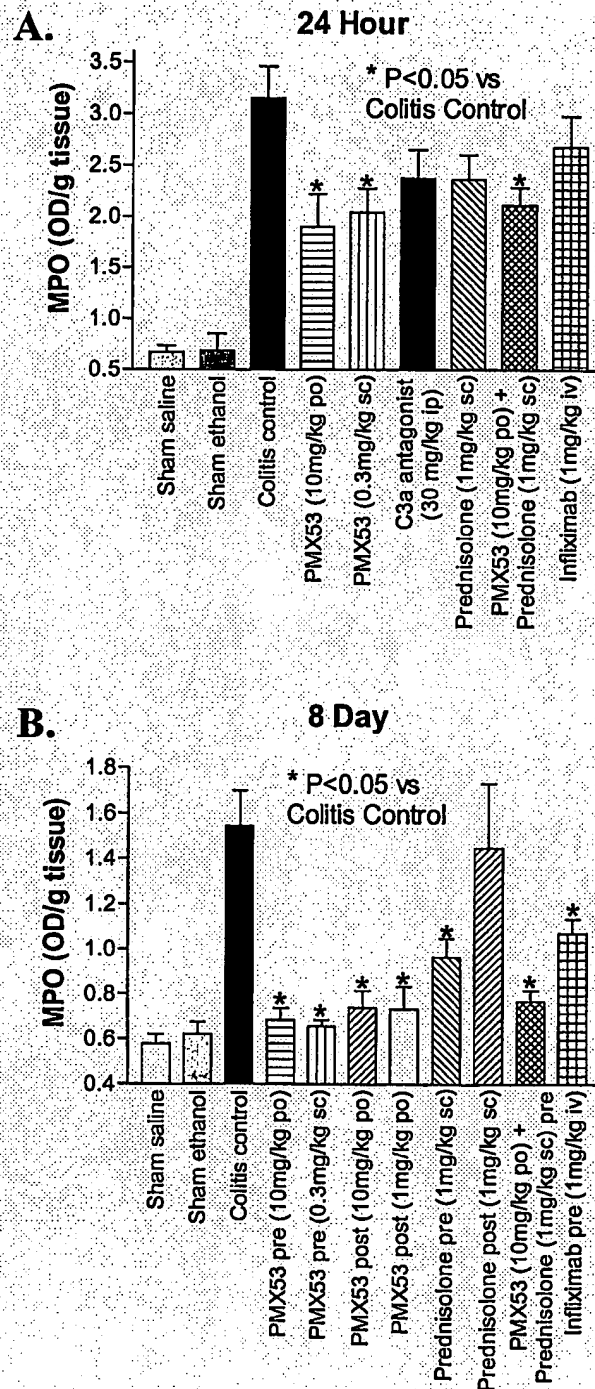 A.
24 Hour
MPO (OD/g tissue)
3.5
3.0
2.5
2.0
1.5
1.0
0.5
* P<0.05 vs
Colitis Control
*
*
*
Sham saline
Sham ethanol
Colitis control
PMX53 (10mg/kg po)
PMX53 (0.3mg/kg sc)
C3a antagonist
(30 mg/kg ip)
Prednisolone (1mg/kg sc)
PMX53 (10mg/kg po) +
Prednisolone (1mg/kg sc)
Infliximab (1mg/kg iv)
B.
8 Day
MPO (OD/g tissue)
1.8
1.6
1.4
1.2
1.0
0.8
0.6
0.4
* P<0.05 vs
Colitis Control
*
*
*
*
*
*
*
Sham saline
Sham ethanol
Colitis control
PMX53 pre (10mg/kg po)
PMX53 pre (0.3mg/kg sc)
PMX53 post (10mg/kg po)
PMX53 post (1mg/kg po)
Prednisolone pre (1mg/kg sc)
Prednisolone post (1mg/kg sc)
PMX53 (10mg/kg po) +
Prednisolone (1mg/kg sc) pre
Infliximab pre (1mg/kg iv)